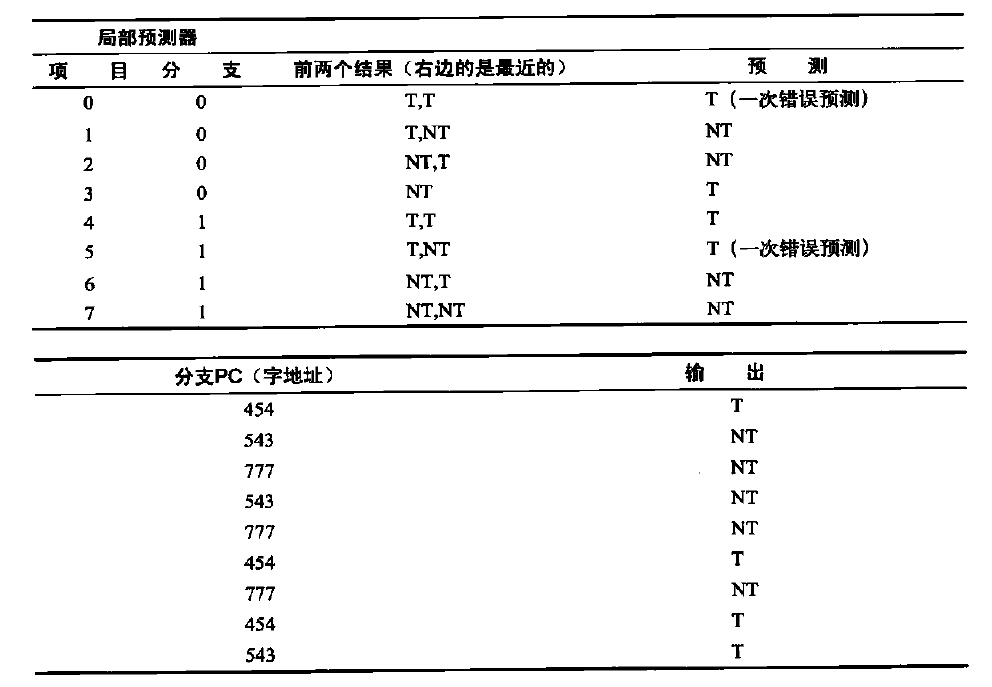 局部预测器
项 目 分 支 前两个结果（右边的是最近的） 预 测
0 0 T,T T（一次错误预测）
1 0 T,NT NT
2 0 NT,T NT
3 0 NT T
4 1 T,T T
5 1 T,NT T（一次错误预测）
6 1 NT,T NT
7 1 NT,NT NT
分支PC（字地址） 输 出
454 T
543 NT
777 NT
543 NT
777 NT
454 T
777 NT
454 T
543 T